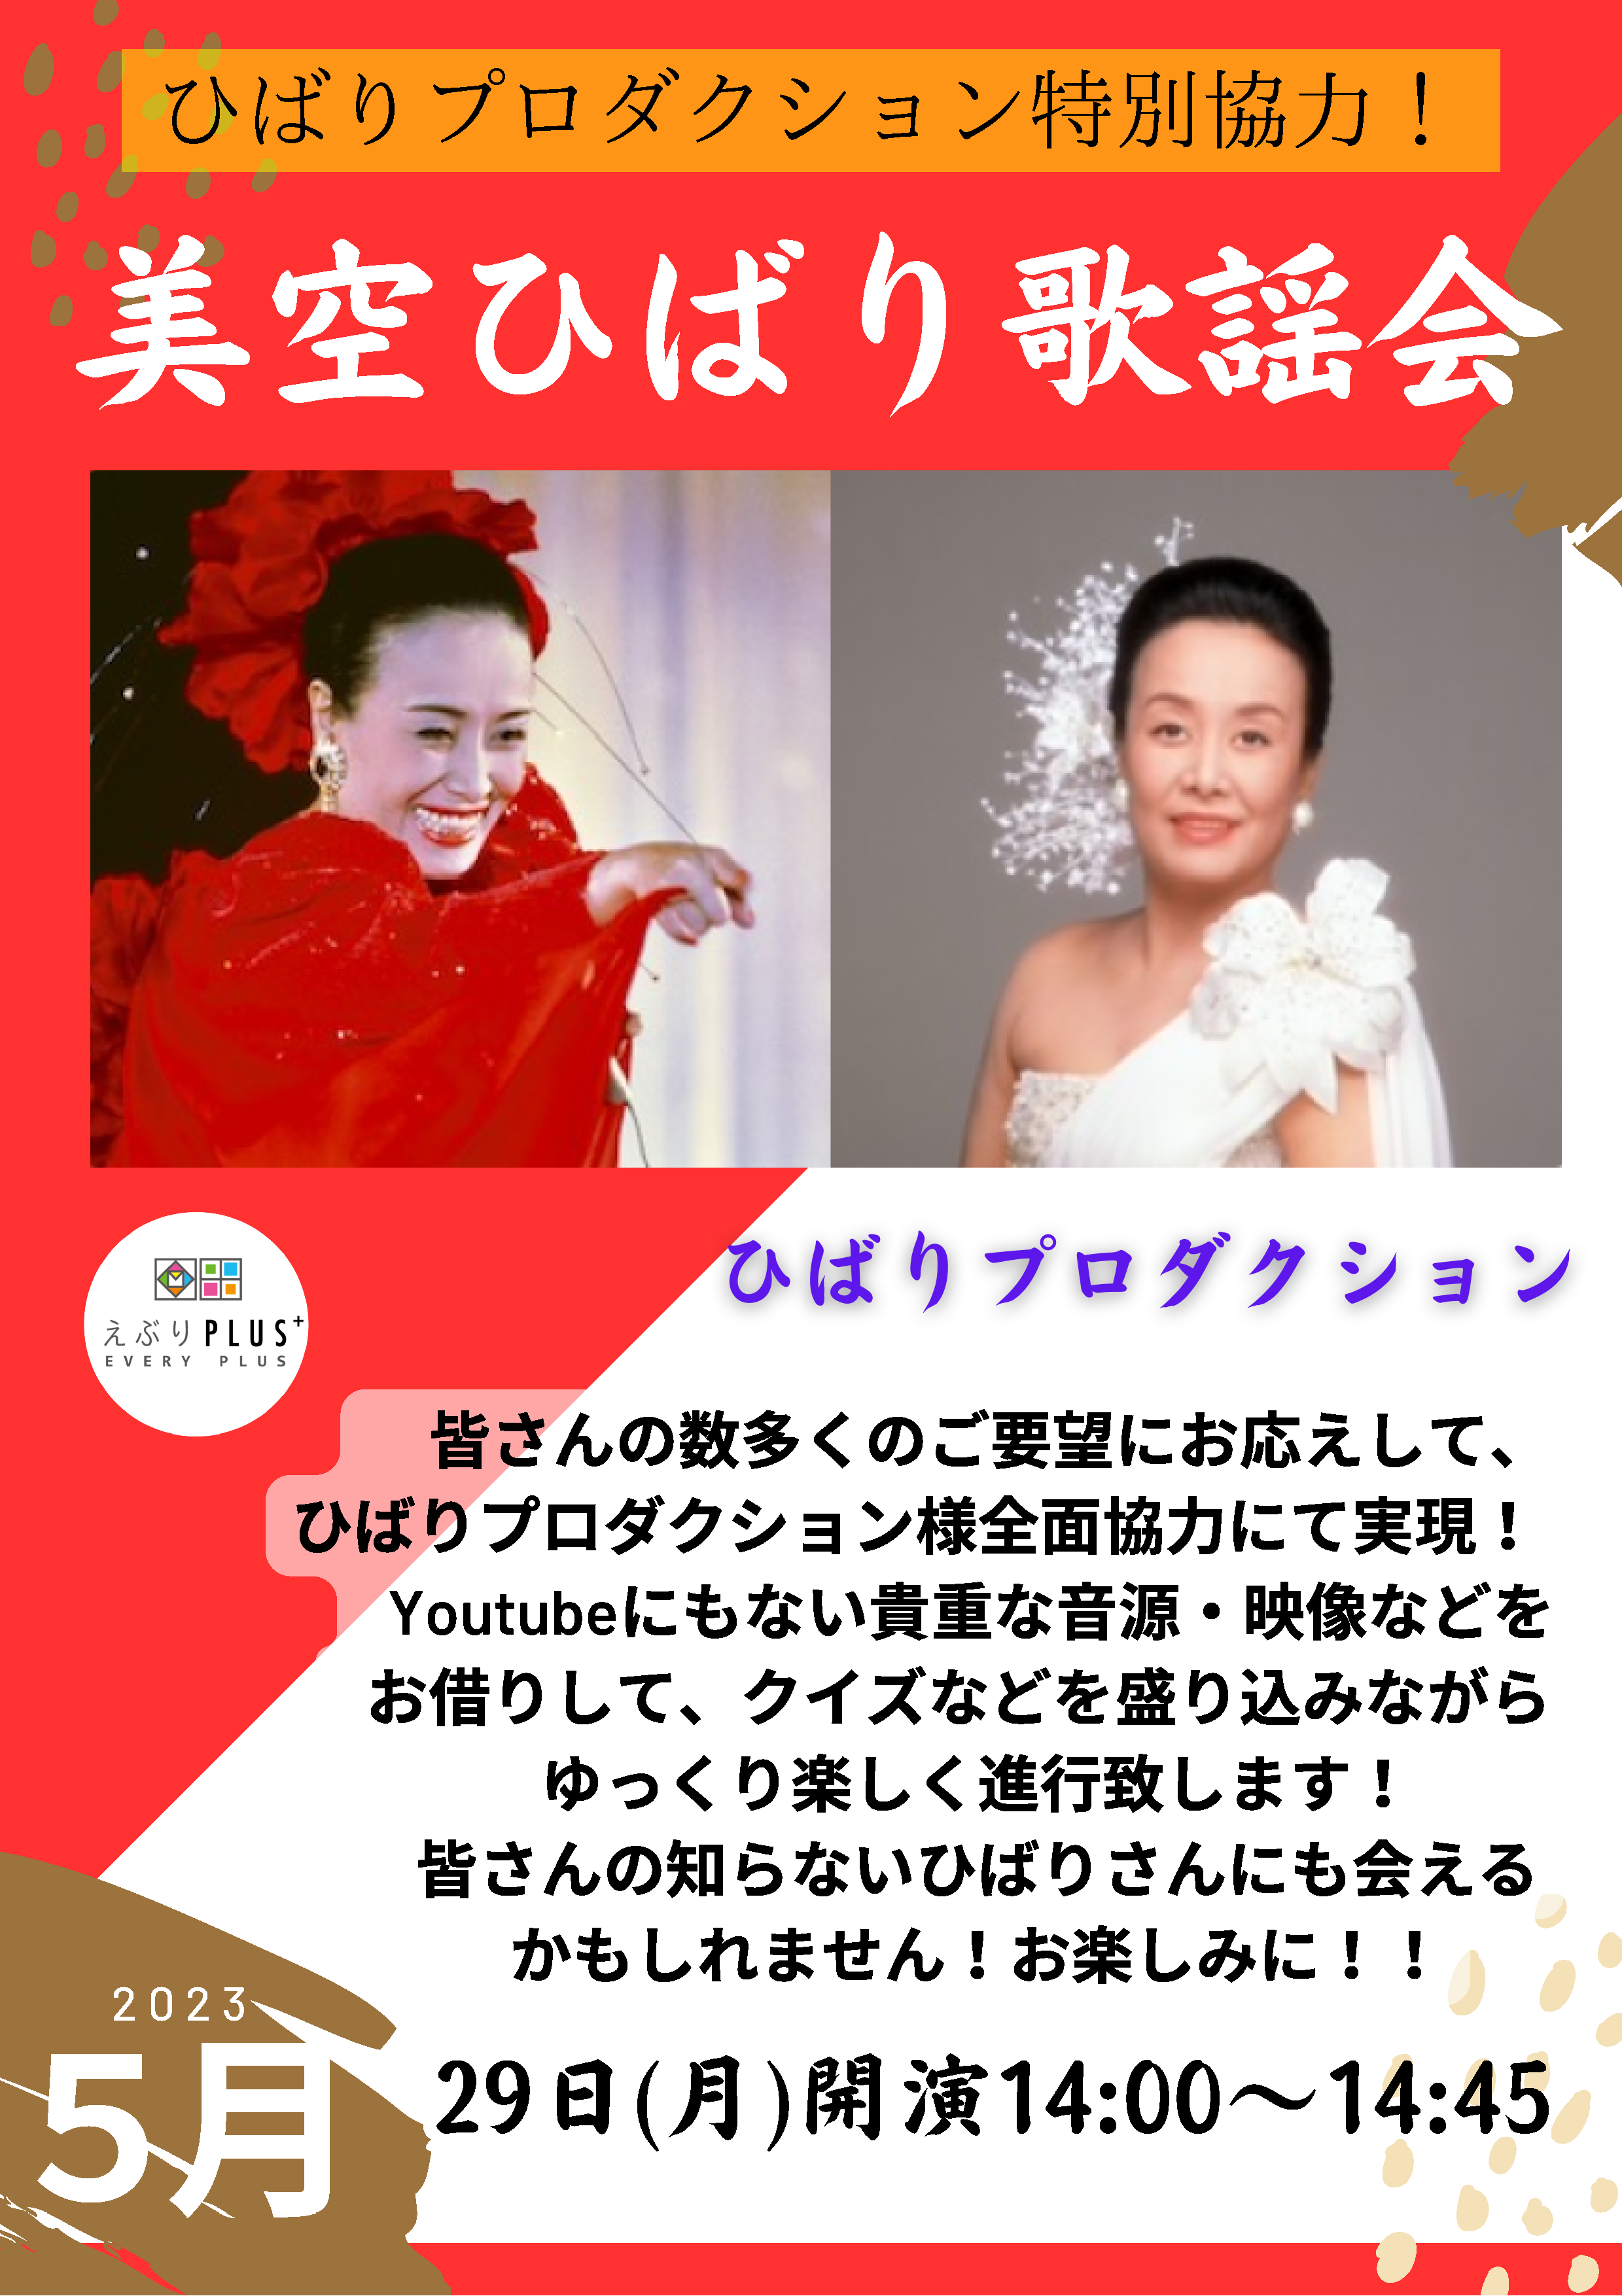 ひばりプロダクション特別協力！
美空ひばり歌謡会
ひばりプロダクション
えぶりPLUS+
EVERY PLUS
皆さんの数多くのご要望にお応えして、
ひばりプロダクション様全面協力にて実現！
Youtubeにもない貴重な音源・映像などを
お借りして、クイズなどを盛り込みながら
ゆっくり楽しく進行致します！
皆さんの知らないひばりさんにも会える
かもしれません！お楽しみに！！
2023
5月
29日(月)開演14:00～14:45